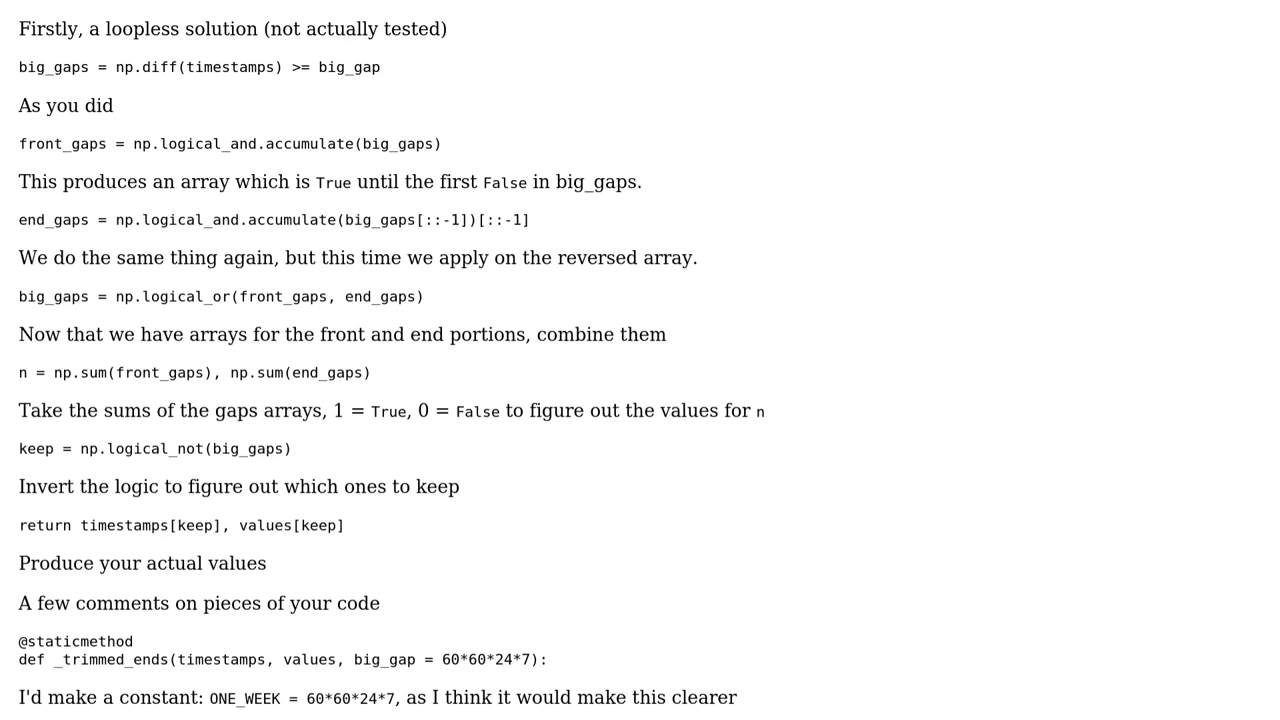 Firstly, a loopless solution (not actually tested)
big_gaps = np.diff(timestamps) >= big_gap
As you did
front_gaps = np.logical_and.accumulate(big_gaps)
This produces an array which is True until the first False in big_gaps.
end_gaps = np.logical_and.accumulate(big_gaps[::-1])[::-1]
We do the same thing again, but this time we apply on the reversed array.
big_gaps = np.logical_or(front_gaps, end_gaps)
Now that we have arrays for the front and end portions, combine them
n = np.sum(front_gaps), np.sum(end_gaps)
Take the sums of the gaps arrays, 1 = True, 0 = False to figure out the values for n
keep = np.logical_not(big_gaps)
Invert the logic to figure out which ones to keep
return timestamps[keep], values[keep]
Produce your actual values
A few comments on pieces of your code
@staticmethod
def _trimmed_ends(timestamps, values, big_gap = 60*60*24*7):
I'd make a constant: ONE_WEEK = 60*60*24*7, as I think it would make this clearer